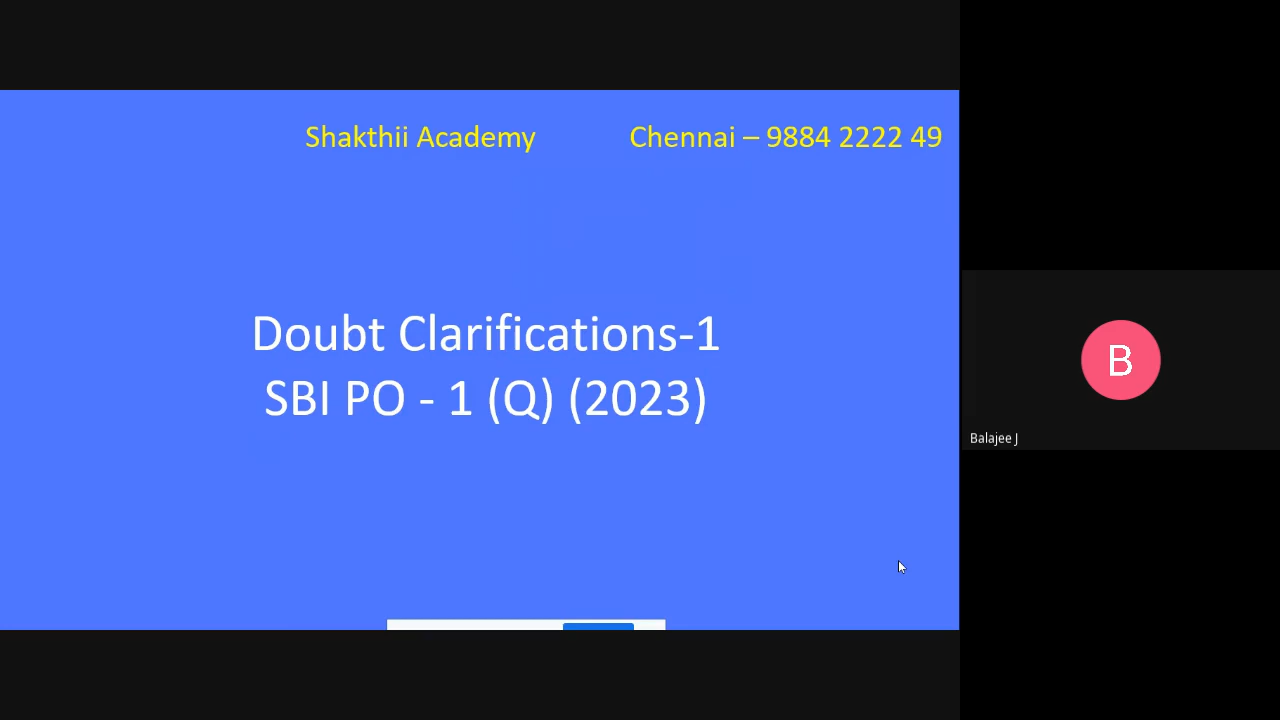 Shakthii Academy Chennai – 9884 2222 49
Doubt Clarifications-1
SBI PO - 1 (Q) (2023)
B
Balajee J